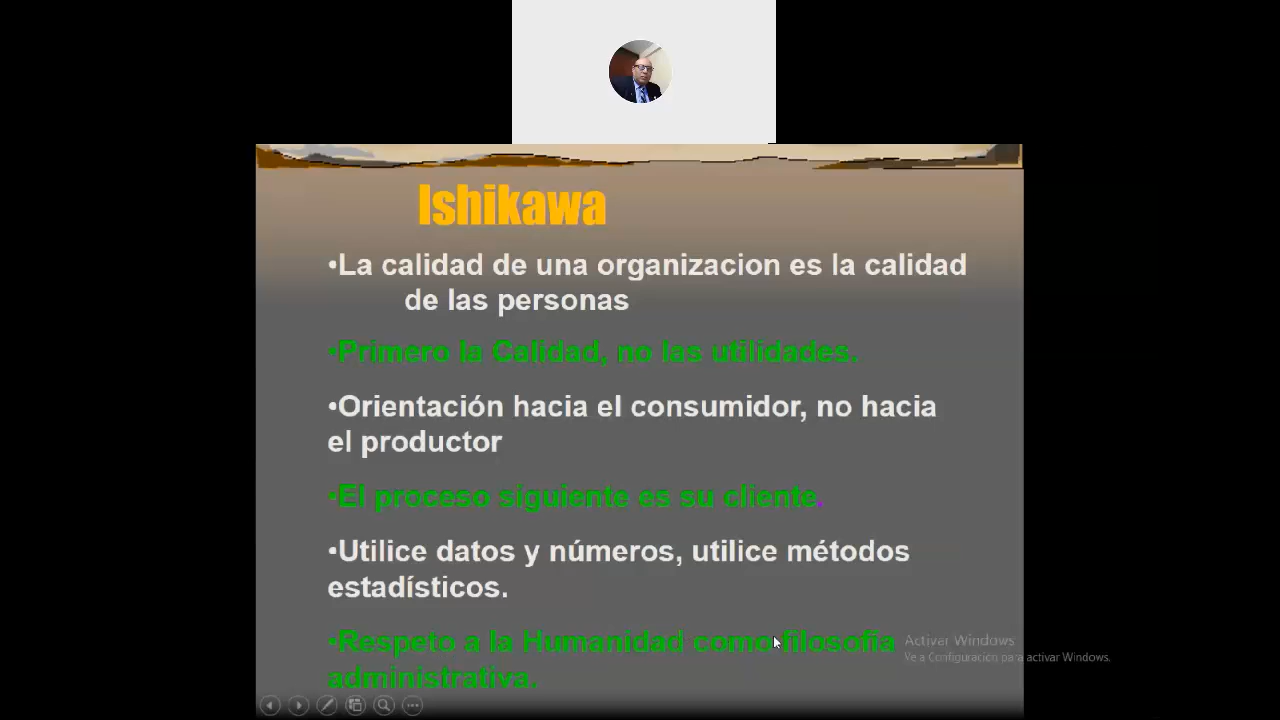 Ishikawa
•La calidad de una organizacion es la calidad
de las personas
•Primero la Calidad, no las utilidades.
•Orientación hacia el consumidor, no hacia
el productor
•El proceso siguiente es su cliente.
•Utilice datos y números, utilice métodos
estadísticos.
•Respeto a la Humanidad como filosofía
administrativa.
Activar Windows
Ve a Configuración para activar Windows.